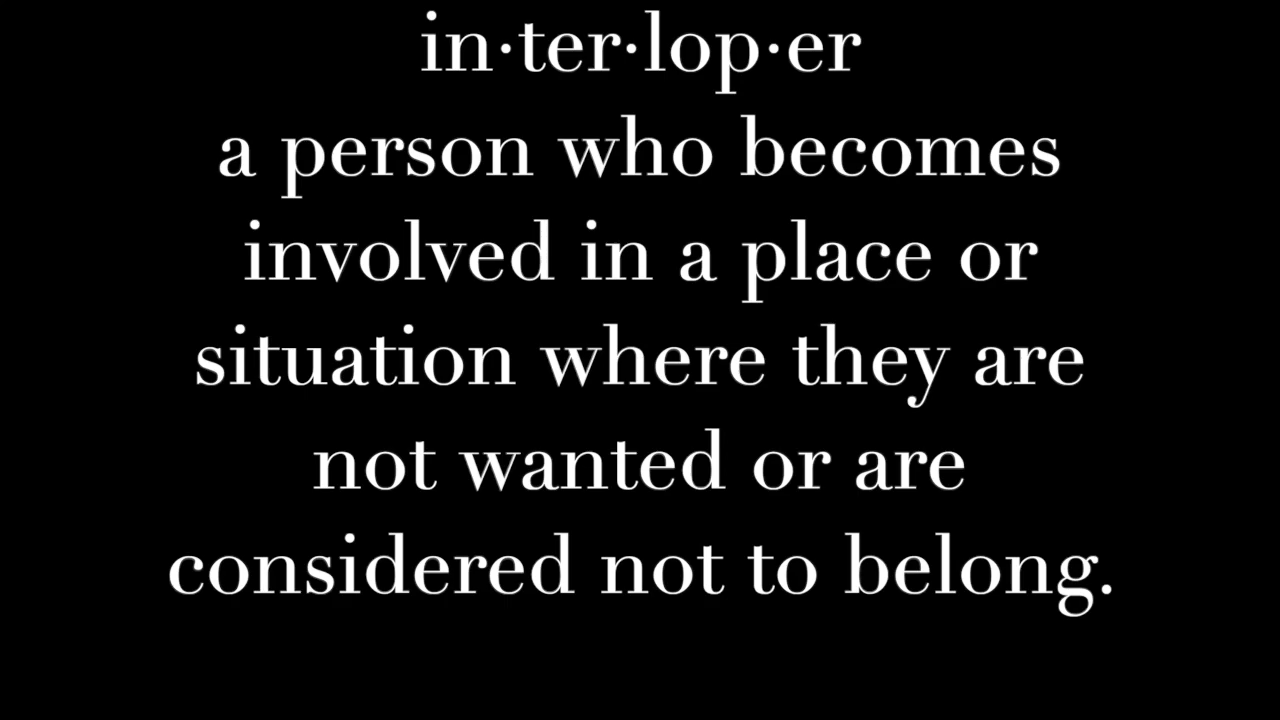 in·ter·lop·er
a person who becomes
involved in a place or
situation where they are
not wanted or are
considered not to belong.